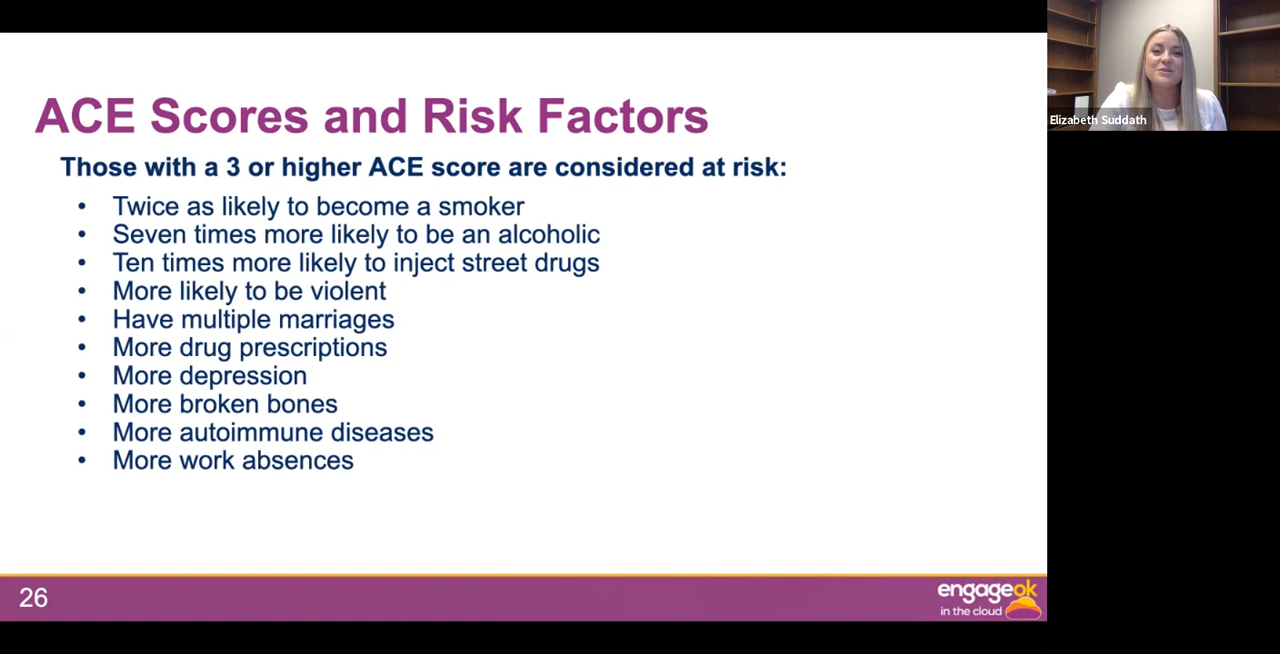 ACE Scores and Risk Factors
Those with a 3 or higher ACE score are considered at risk:
• Twice as likely to become a smoker
• Seven times more likely to be an alcoholic
• Ten times more likely to inject street drugs
• More likely to be violent
• Have multiple marriages
• More drug prescriptions
• More depression
• More broken bones
• More autoimmune diseases
• More work absences
26
engageok
in the cloud
Elizabeth Suddath